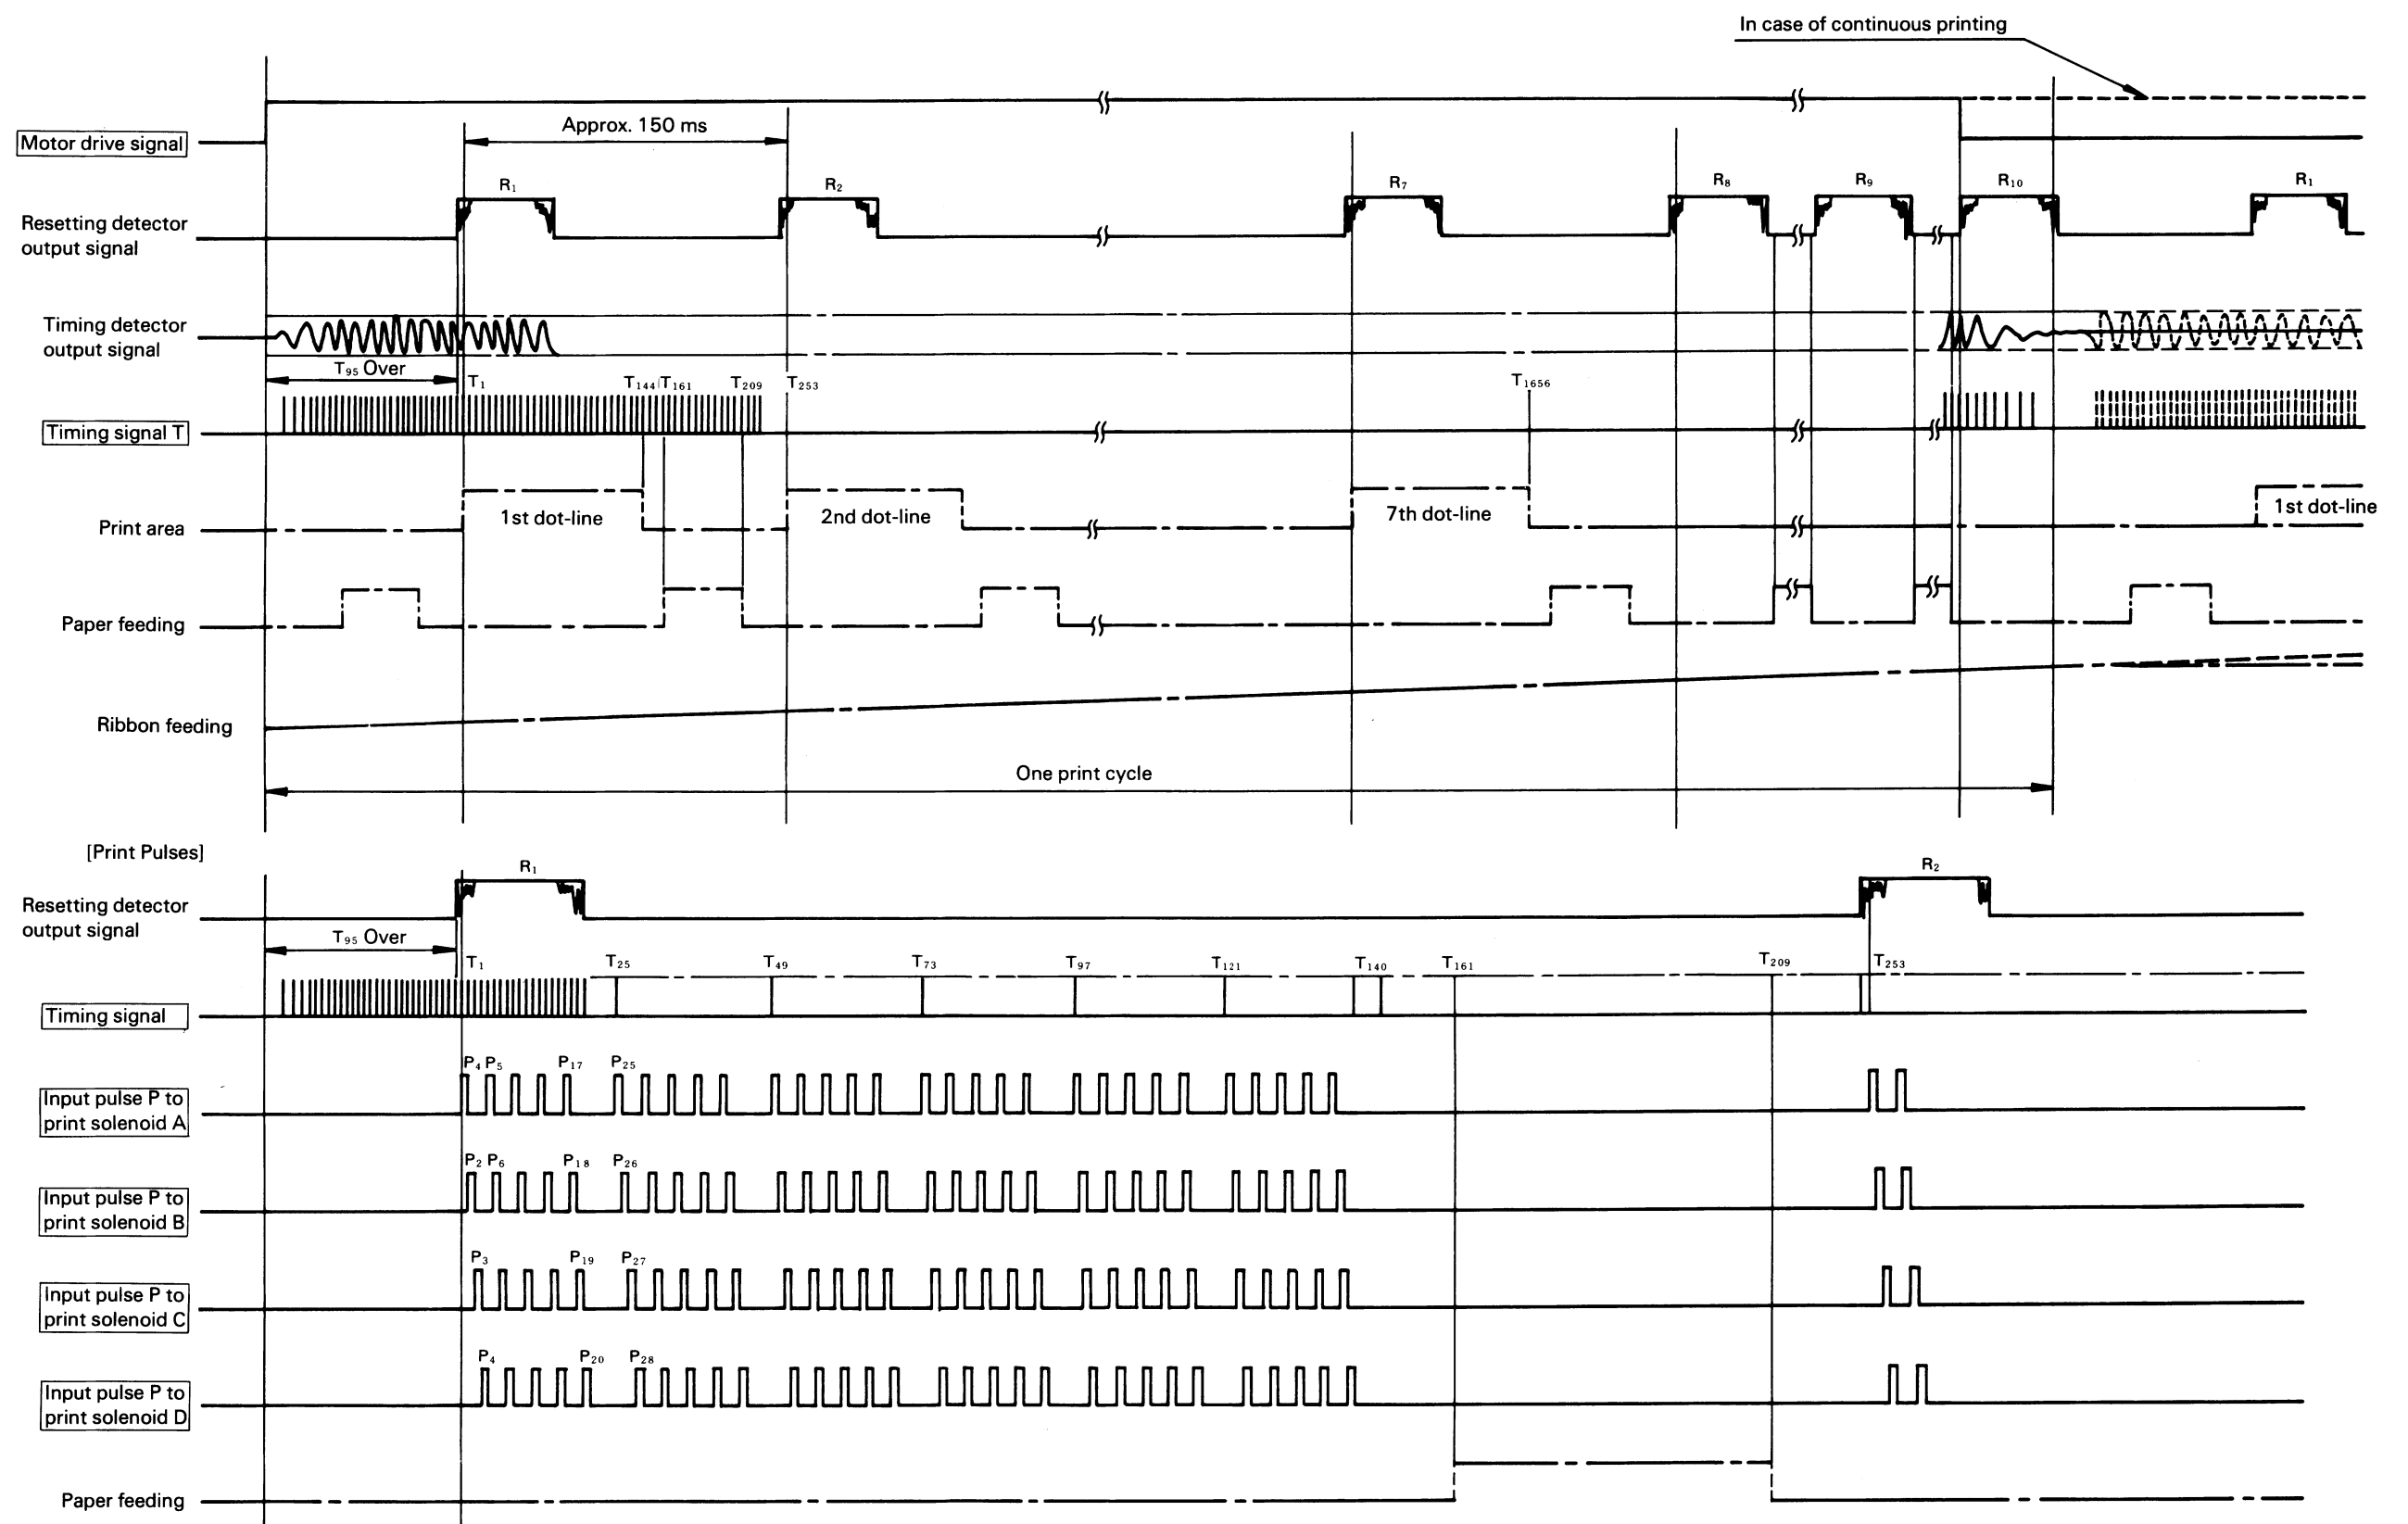 In case of continuous printing
Motor drive signal
Approx. 150 ms
R₁ R₂ R₇ R₈ R₉ R₁₀ R₁
Resetting detector
output signal
Timing detector
output signal
T₉₅ Over
T₁ T₁₄₄ T₁₆₁ T₂₀₉ T₂₅₃ T₁₆₅₆
Timing signal T
Print area
1st dot-line 2nd dot-line 7th dot-line 1st dot-line
Paper feeding
Ribbon feeding
One print cycle
[Print Pulses]
R₁ R₂
Resetting detector
output signal
T₉₅ Over
T₁ T₂₅ T₄₉ T₇₃ T₉₇ T₁₂₁ T₁₄₀ T₁₆₁ T₂₀₉ T₂₅₃
Timing signal
P₄ P₅ P₁₇ P₂₅
Input pulse P to
print solenoid A
P₂ P₆ P₁₈ P₂₆
Input pulse P to
print solenoid B
P₃ P₁₉ P₂₇
Input pulse P to
print solenoid C
P₄ P₂₀ P₂₈
Input pulse P to
print solenoid D
Paper feeding